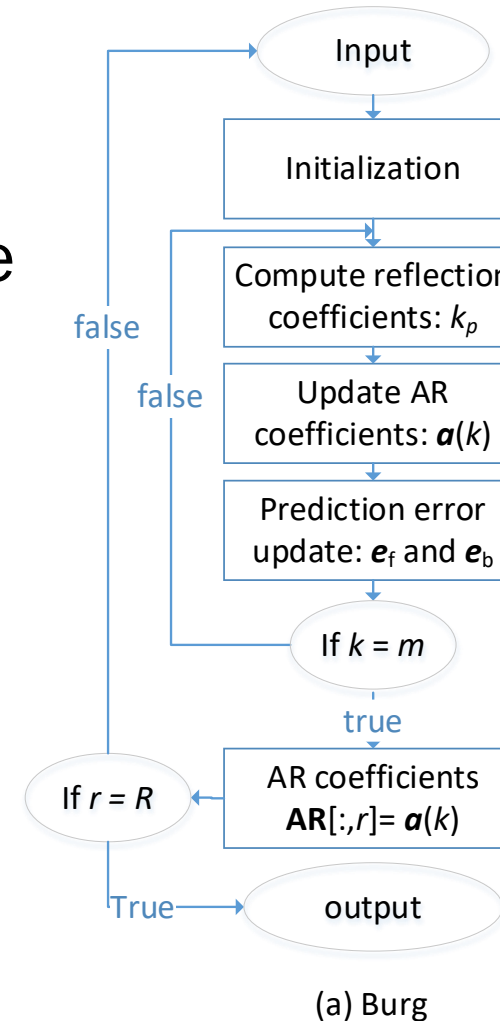 Input
Initialization
e
Compute reflection
coefficients: kp
false
Update AR
false
coefficients: a(k)
Prediction error
update: ef and eb
If k = m
true
AR coefficients
If r = R
AR[:,r]= a(k)
True
output
(a) Burg